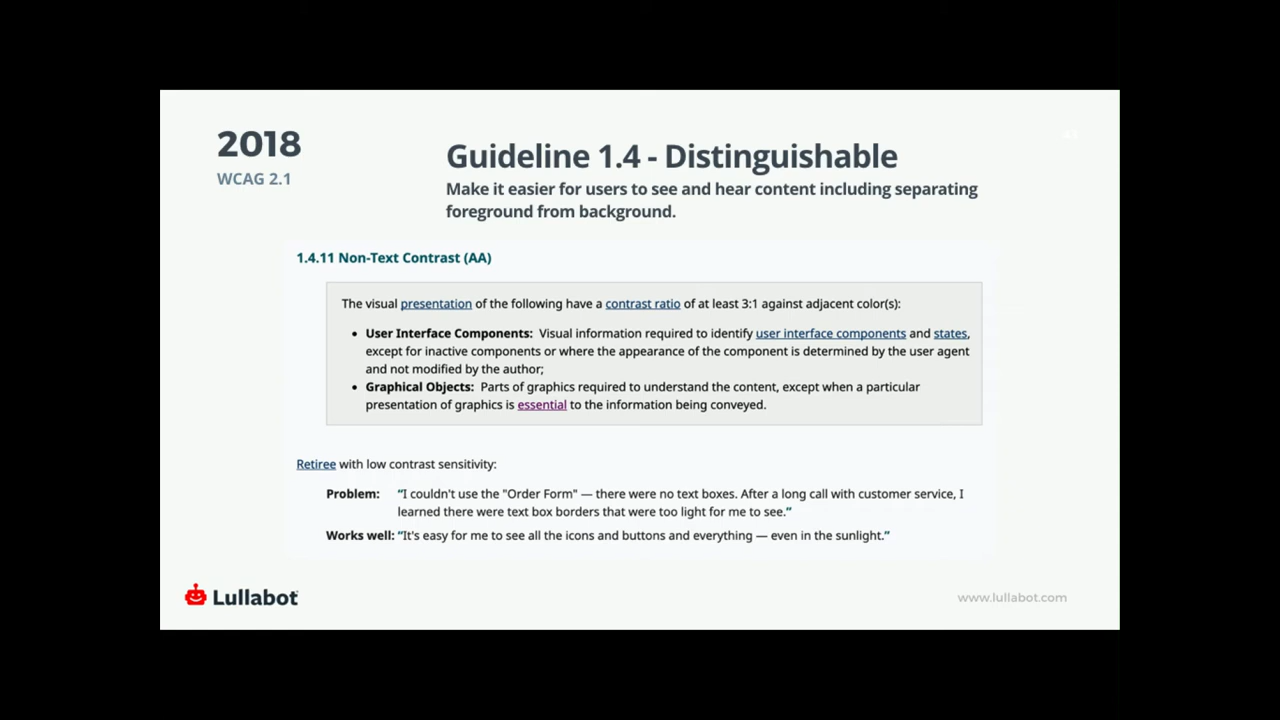 2018
WCAG 2.1
Guideline 1.4 - Distinguishable
Make it easier for users to see and hear content including separating
foreground from background.
1.4.11 Non-Text Contrast (AA)
The visual presentation of the following have a contrast ratio of at least 3:1 against adjacent color(s):
• User Interface Components: Visual information required to identify user interface components and states,
except for inactive components or where the appearance of the component is determined by the user agent
and not modified by the author;
• Graphical Objects: Parts of graphics required to understand the content, except when a particular
presentation of graphics is essential to the information being conveyed.
Retiree with low contrast sensitivity:
Problem: “I couldn't use the "Order Form" — there were no text boxes. After a long call with customer service, I
learned there were text box borders that were too light for me to see.”
Works well: “It's easy for me to see all the icons and buttons and everything — even in the sunlight.”
Lullabot
www.lullabot.com